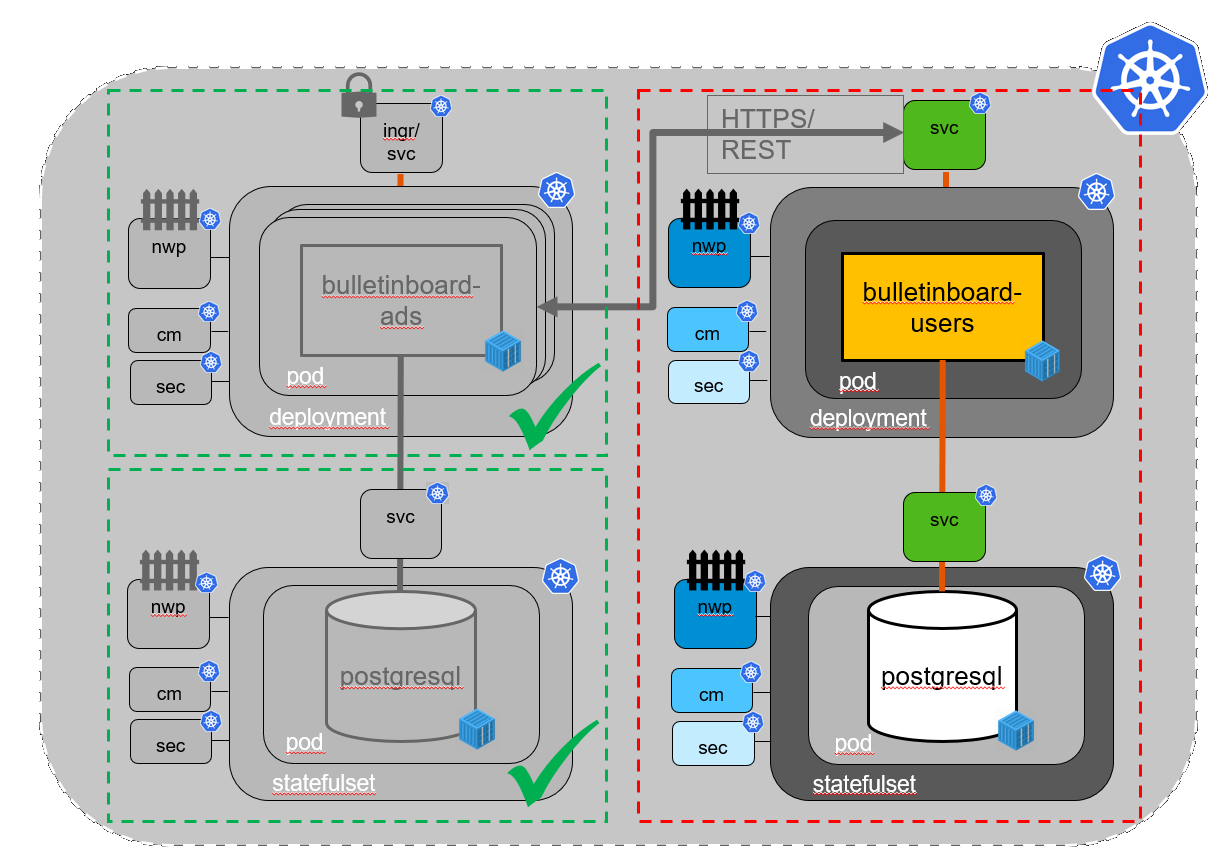 ingr/
svc
HTTPS/
REST
svc
nwp
cm
sec
bulletinboard-
ads
pod
deployment
nwp
cm
sec
bulletinboard-
users
pod
deployment
svc
nwp
cm
sec
postgresql
pod
statefulset
svc
nwp
cm
sec
postgresql
pod
statefulset